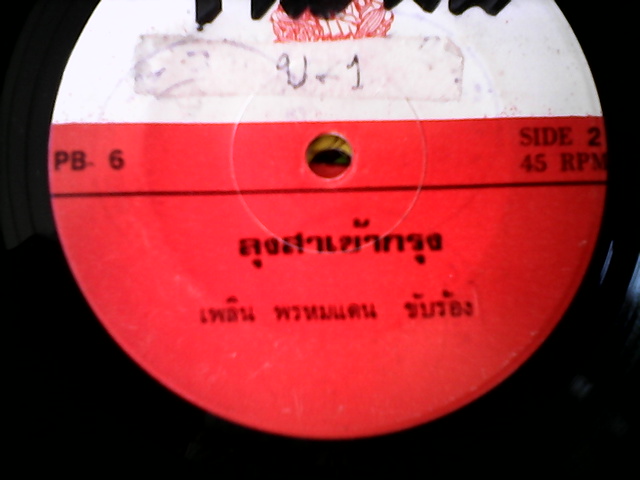 พ-1
PB- 6
SIDE 2
45 RPM
ลุงสาเข้ากรุง
เพลิน พรหมแดน ขับร้อง